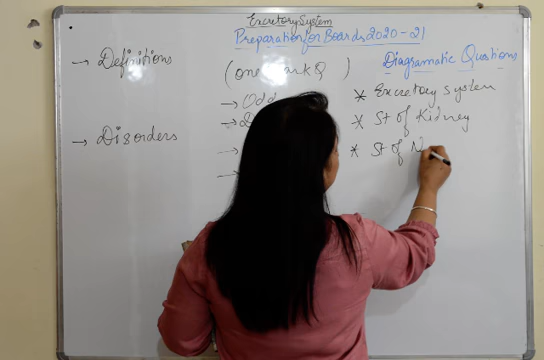 Excretory System
Preparation for Boards 2020-21
→ Definitions
(one Mark Q )
→ Odd
→
→
→
→ Disorders
Diagramatic Questions
* Excretory System
* St of Kidney
* St of N